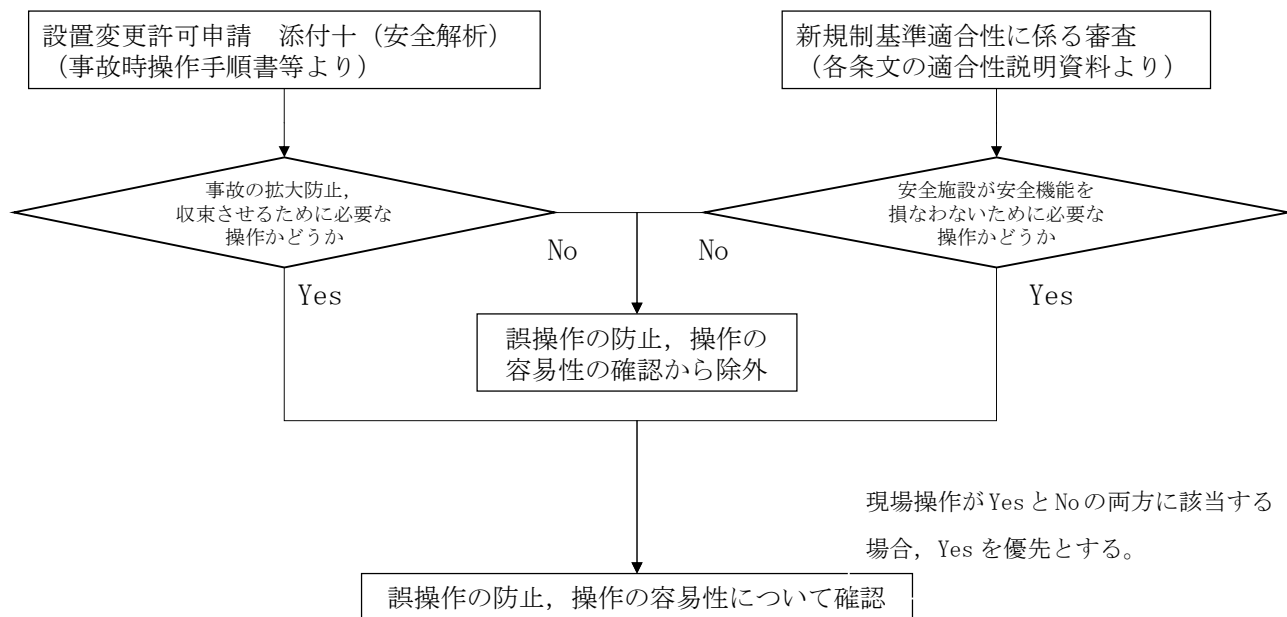 設置変更許可申請　添付十（安全解析）
（事故時操作手順書等より）
新規制基準適合性に係る審査
（各条文の適合性説明資料より）
事故の拡大防止，
収束させるために必要な
操作かどうか
安全施設が安全機能を
損なわないために必要な
操作かどうか
No
No
Yes
Yes
誤操作の防止，操作の
容易性の確認から除外
現場操作が Yes と No の両方に該当する
場合，Yes を優先とする。
誤操作の防止，操作の容易性について確認